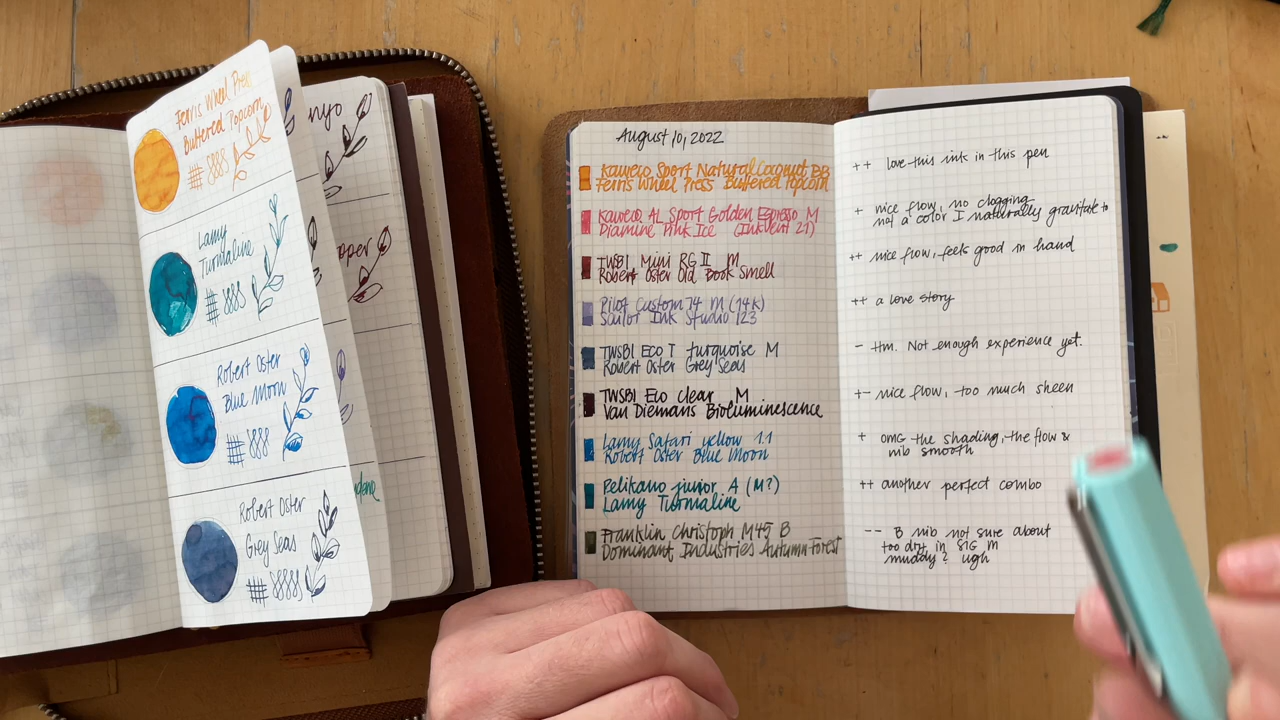 Ferris Wheel Press
Buttered Popcorn
Lamy
Turmaline
Robert Oster
Blue Moon
Robert Oster
Grey Seas
nyo
oper
August 10, 2022
Kaweco Sport Natural Coconut BB
Ferris Wheel Press Buttered Popcorn
Kaweco AL Sport Golden Espresso M
Diamine Pink Ice (Inkvent 21)
TWSBI Mini RG II M
Robert Oster Old Book Smell
Pilot Custom 74 M (14k)
Sailor Ink Studio 123
TWSBI ECO T turquoise M
Robert Oster Grey Seas
TWSBI Eco clear M
Van Diemans Bioluminescence
Lamy Safari yellow 1.1
Robert Oster Blue Moon
Pelikano junior A (M?)
Lamy Turmaline
Franklin Christoph M45 B
Dominant Industries Autumn Forest
++ love this ink in this pen
+ nice flow, no clogging
not a color I naturally gravitate to
++ nice flow, feels good in hand
++ a love story
- Hm. Not enough experience yet.
+- nice flow, too much sheen
+ OMG the shading, the flow &
nib smooth
++ another perfect combo
-- B nib not sure about
too dry in SIG M
muddy? ugh